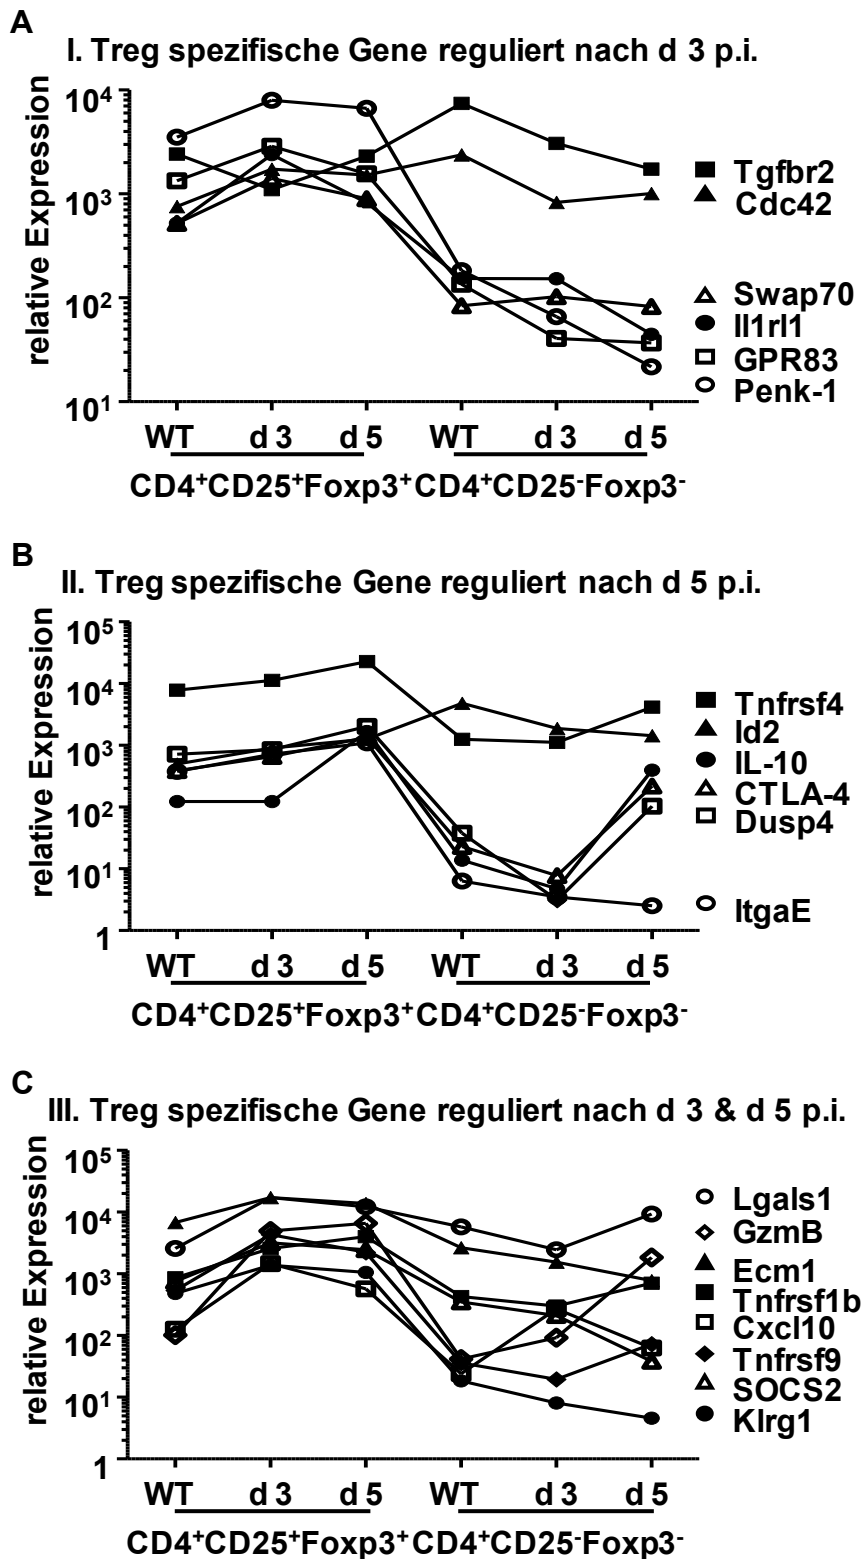 A
I. Treg spezifische Gene reguliert nach d 3 p.i.
relative Expression
10⁴
10³
10²
10¹
Tgfbr2
Cdc42
Swap70
Il1rl1
GPR83
Penk-1
WT d 3 d 5 WT d 3 d 5
CD4⁺CD25⁺Foxp3⁺ CD4⁺CD25⁻Foxp3⁻
B
II. Treg spezifische Gene reguliert nach d 5 p.i.
relative Expression
10⁵
10⁴
10³
10²
10¹
1
Tnfrsf4
Id2
IL-10
CTLA-4
Dusp4
ItgaE
WT d 3 d 5 WT d 3 d 5
CD4⁺CD25⁺Foxp3⁺ CD4⁺CD25⁻Foxp3⁻
C
III. Treg spezifische Gene reguliert nach d 3 & d 5 p.i.
relative Expression
10⁵
10⁴
10³
10²
10¹
1
Lgals1
GzmB
Ecm1
Tnfrsf1b
Cxcl10
Tnfrsf9
SOCS2
Klrg1
WT d 3 d 5 WT d 3 d 5
CD4⁺CD25⁺Foxp3⁺ CD4⁺CD25⁻Foxp3⁻